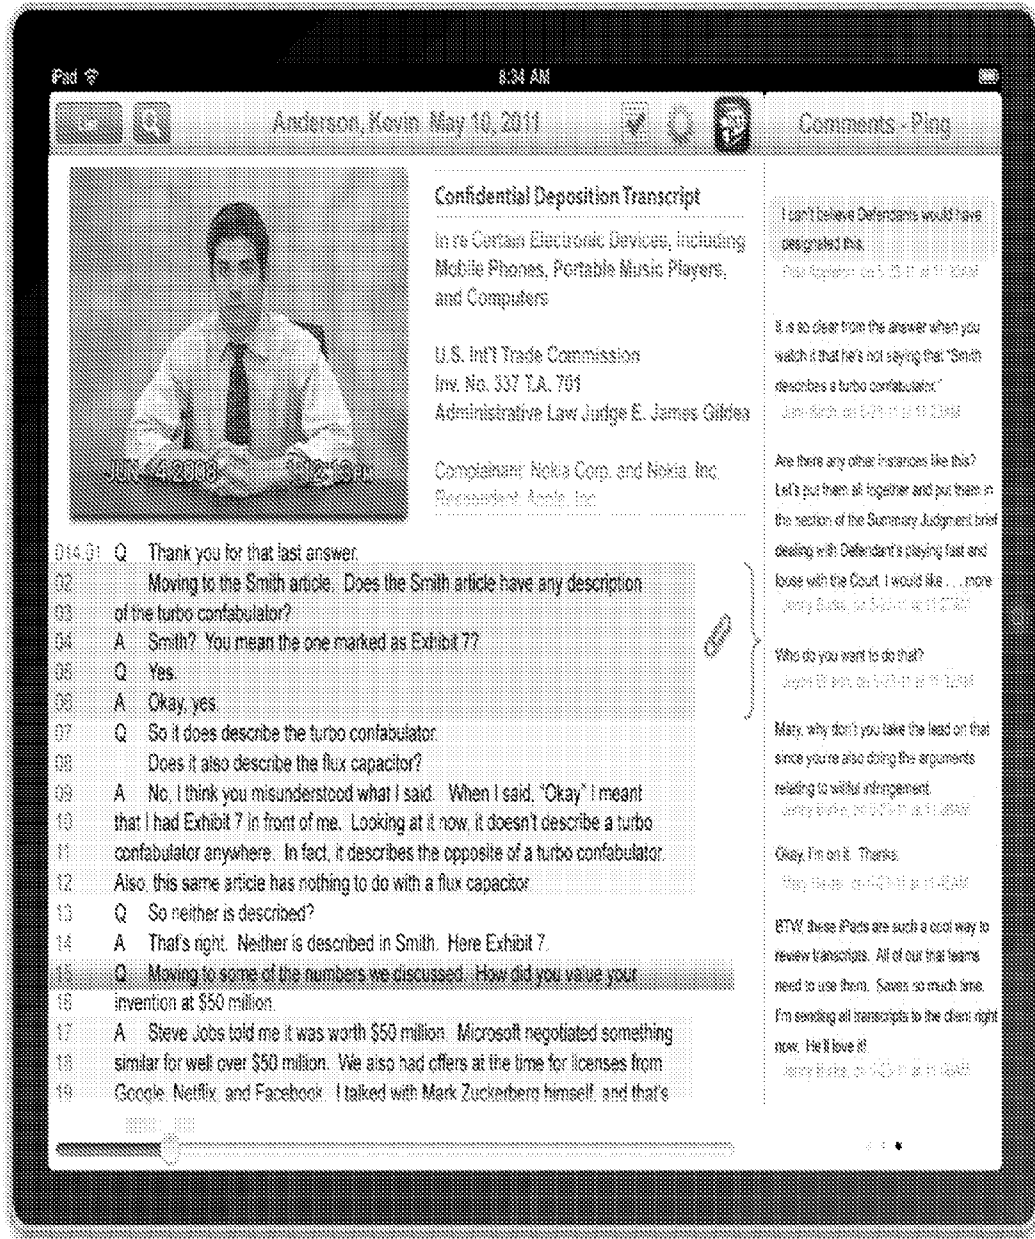 iPad
8:34 AM
Anderson, Kevin May 10, 2011
Comments - Ping
Confidential Deposition Transcript
In re Certain Electronic Devices, Including
Mobile Phones, Portable Music Players,
and Computers
U.S. Int'l Trade Commission
Inv. No. 337 T.A. 701
Administrative Law Judge E. James Gildea
Complainant: Nokia Corp. and Nokia, Inc.
Respondent: Apple, Inc.
014:01 Q Thank you for that last answer.
02 Moving to the Smith article. Does the Smith article have any description
03 of the turbo confabulator?
04 A Smith? You mean the one marked as Exhibit 7?
05 Q Yes.
06 A Okay, yes.
07 Q So it does describe the turbo confabulator.
08 Does it also describe the flux capacitor?
09 A No, I think you misunderstood what I said. When I said, "Okay" I meant
10 that I had Exhibit 7 in front of me. Looking at it now, it doesn't describe a turbo
11 confabulator anywhere. In fact, it describes the opposite of a turbo confabulator.
12 Also, this same article has nothing to do with a flux capacitor.
13 Q So neither is described?
14 A That's right. Neither is described in Smith. Here Exhibit 7.
15 Q Moving to some of the numbers we discussed. How did you value your
16 invention at $50 million.
17 A Steve Jobs told me it was worth $50 million. Microsoft negotiated something
18 similar for well over $50 million. We also had offers at the time for licenses from
19 Google, Netflix, and Facebook. I talked with Mark Zuckerberg himself, and that's
I can't believe Defendants would have
designated this.
It is so clear from the answer when you
watch it that he's not saying that "Smith
describes a turbo confabulator."
Are there any other instances like this?
Let's put them all together and put them in
the section of the Summary Judgment brief
dealing with Defendant's playing fast and
louse with the Court. I would like . . . more
Who do you want to do that?
Mary, why don't you take the lead on that
since you're also doing the arguments
relating to willful infringement.
Okay, I'm on it. Thanks.
BTW, these iPads are such a cool way to
review transcripts. All of our trial teams
need to use them. Saves so much time.
I'm sending all transcripts to the client right
now. He'll love it!